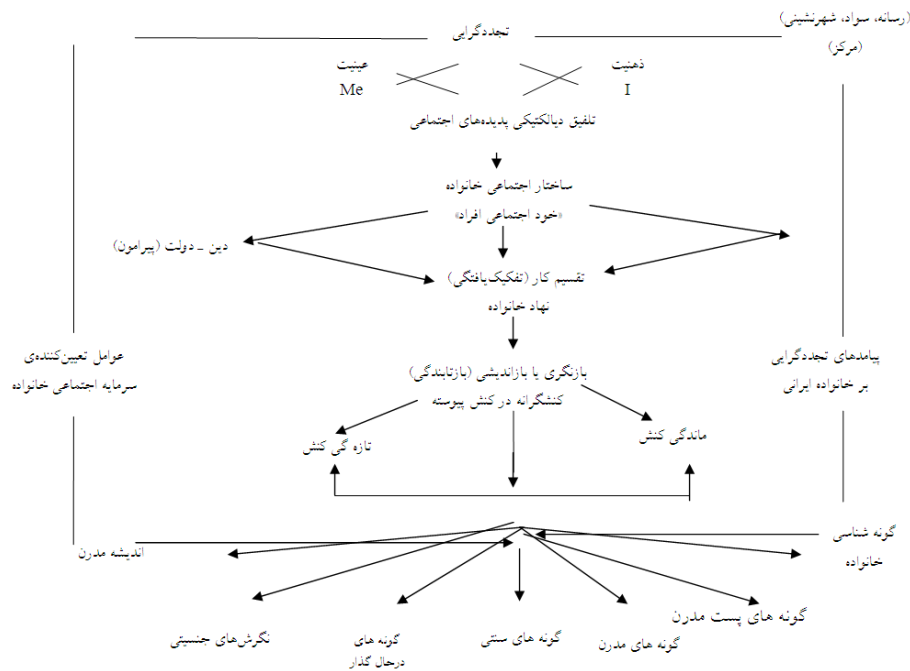 (رسانه، سواد، شهرنشینی)
(مرکز)
تجددگرایی
ذهنیت
I
عینیت
Me
تلفیق دیالکتیکی پدیده‌های اجتماعی
ساختار اجتماعی خانواده
«خود اجتماعی افراد»
دین ـ دولت (پیرامون)
تقسیم کار (تفکیک‌یافتگی)
نهاد خانواده
پیامدهای تجددگرایی
بر خانواده ایرانی
عوامل تعیین‌کننده‌ی
سرمایه اجتماعی خانواده
بازنگری یا بازاندیشی (بازتابندگی)
کنشگرانه در کنش پیوسته
ماندگی کنش
تازه گی کنش
گونه شناسی
خانواده
اندیشه مدرن
گونه های پست مدرن
گونه های مدرن
گونه های سنتی
گونه های
درحال گذار
نگرش‌های جنسیتی